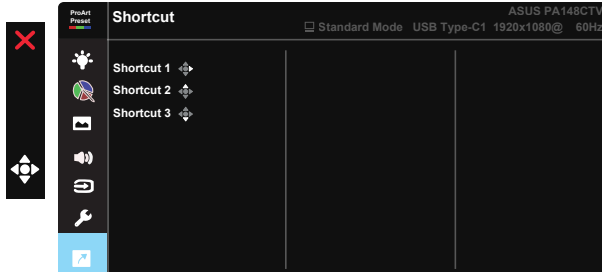 ProArt
Preset
Shortcut
ASUS PA148CTV
Standard Mode USB Type-C1 1920x1080@ 60Hz
Shortcut 1
Shortcut 2
Shortcut 3